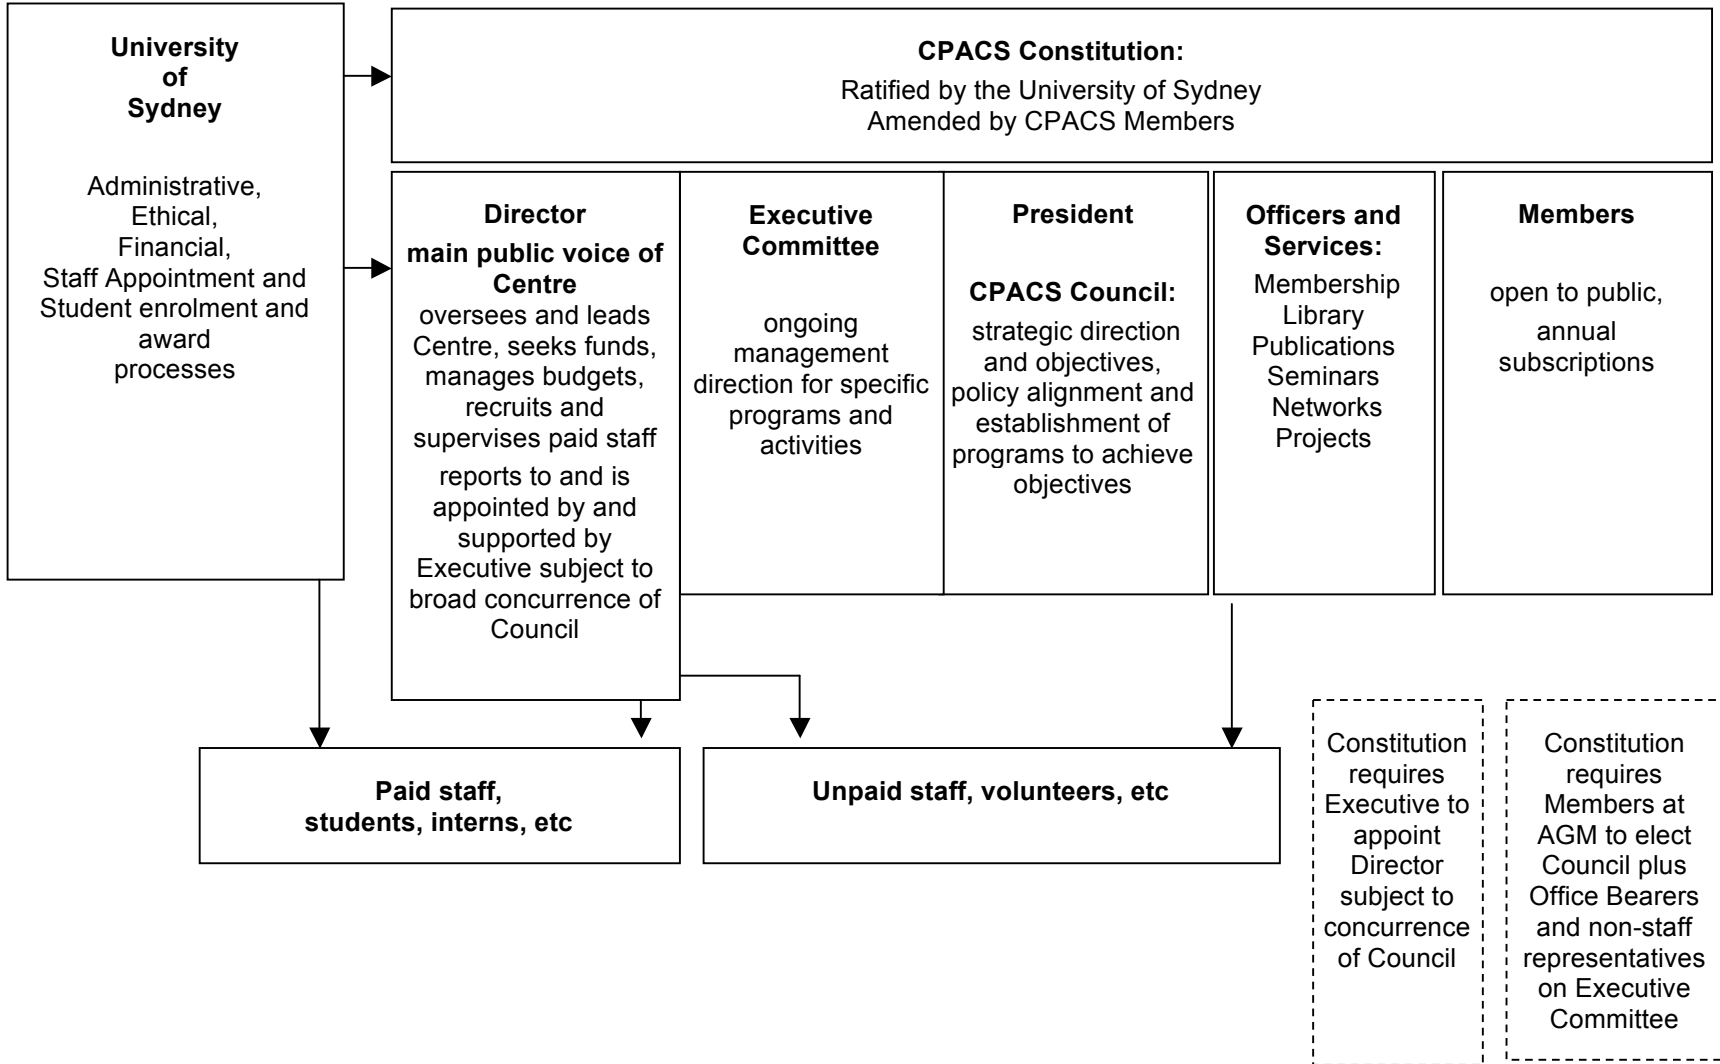 University
of
Sydney
Administrative,
Ethical,
Financial,
Staff Appointment and
Student enrolment and
award
processes
CPACS Constitution:
Ratified by the University of Sydney
Amended by CPACS Members
Director
main public voice of
Centre
oversees and leads
Centre, seeks funds,
manages budgets,
recruits and
supervises paid staff
reports to and is
appointed by and
supported by
Executive subject to
broad concurrence of
Council
Executive
Committee
ongoing
management
direction for specific
programs and
activities
President
CPACS Council:
strategic direction
and objectives,
policy alignment and
establishment of
programs to achieve
objectives
Officers and
Services:
Membership
Library
Publications
Seminars
Networks
Projects
Members
open to public,
annual
subscriptions
Paid staff,
students, interns, etc
Unpaid staff, volunteers, etc
Constitution
requires
Executive to
appoint
Director
subject to
concurrence
of Council
Constitution
requires
Members at
AGM to elect
Council plus
Office Bearers
and non-staff
representatives
on Executive
Committee